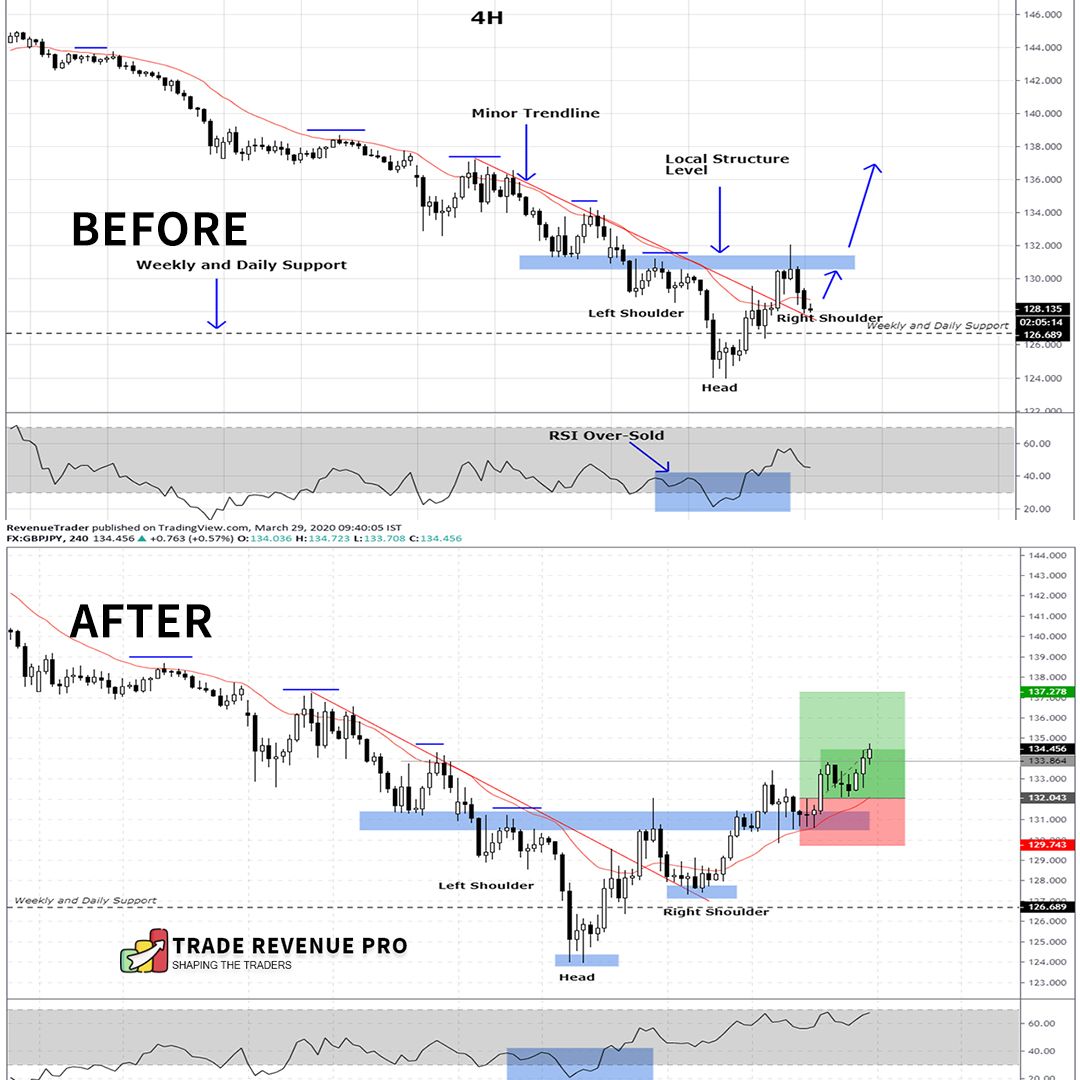 4H
146.000
144.000
142.000
140.000
Minor Trendline
138.000
Local Structure
Level
136.000
134.000
BEFORE
132.000
Weekly and Daily Support
130.000
128.135
Left Shoulder
Right Shoulder
02:05:14
Weekly and Daily Support
126.689
126.000
124.000
Head
122.000
RSI Over-Sold
60.00
40.00
20.00
RevenueTrader published on TradingView.com, March 29, 2020 09:40:05 IST
FX:GBPJPY, 240 134.456 ▲ +0.763 (+0.57%) O:134.036 H:134.723 L:133.708 C:134.456
144.000
143.000
142.000
AFTER
141.000
140.000
139.000
138.000
137.278
136.000
135.000
134.456
133.864
133.000
132.043
131.000
130.000
129.743
129.000
Left Shoulder
128.000
Weekly and Daily Support
127.000
126.689
Right Shoulder
126.000
TRADE REVENUE PRO
125.000
SHAPING THE TRADERS
124.000
Head
123.000
60.00
40.00
20.00